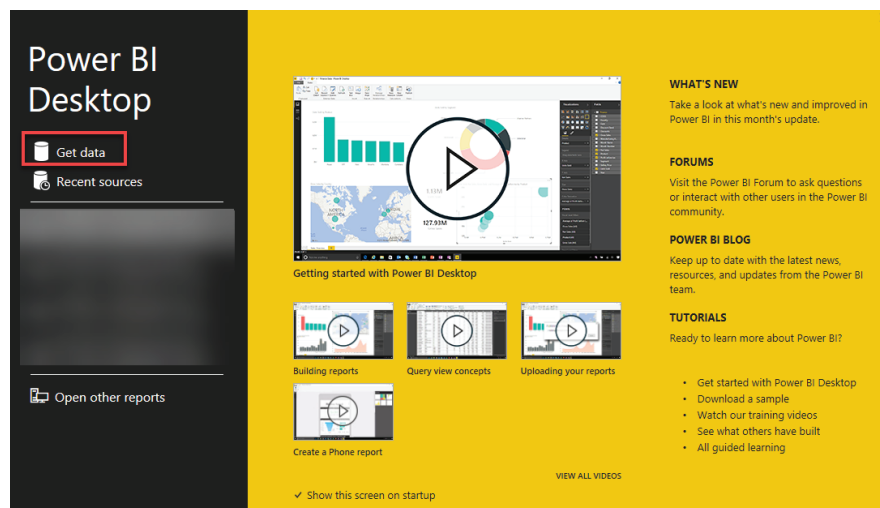 Power BI
Desktop
Get data
Recent sources
Open other reports
127.93M
Getting started with Power BI Desktop
Building reports
Query view concepts
Uploading your reports
Create a Phone report
VIEW ALL VIDEOS
Show this screen on startup
WHAT'S NEW
Take a look at what's new and improved in
Power BI in this month's update.
FORUMS
Visit the Power BI Forum to ask questions
or interact with other users in the Power BI
community.
POWER BI BLOG
Keep up to date with the latest news,
resources, and updates from the Power BI
team.
TUTORIALS
Ready to learn more about Power BI?
• Get started with Power BI Desktop
• Download a sample
• Watch our training videos
• See what others have built
• All guided learning